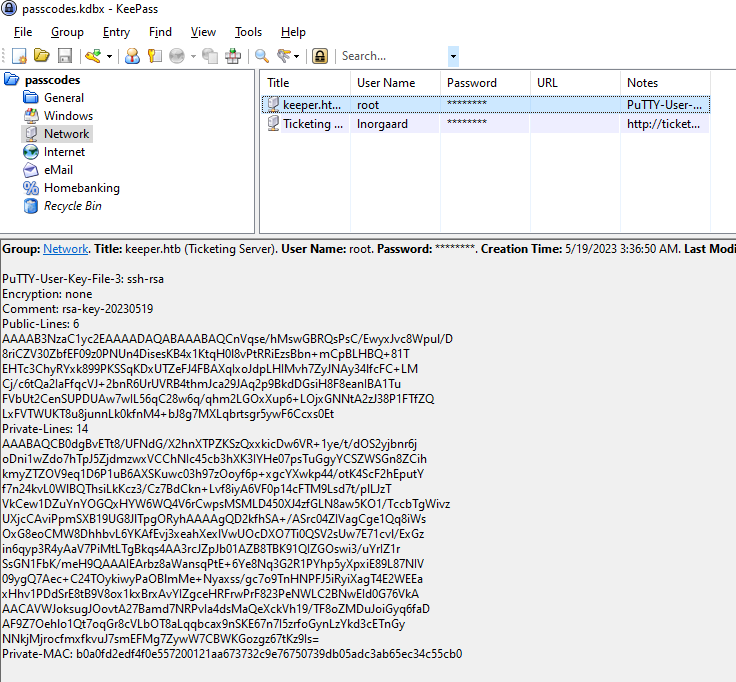 passcodes.kdbx - KeePass
File Group Entry Find View Tools Help
Search...
passcodes
General
Windows
Network
Internet
eMail
Homebanking
Recycle Bin
Title User Name Password URL Notes
keeper.ht... root ******** PuTTY-User-...
Ticketing ... lnorgaard ******** http://ticket...
Group: Network. Title: keeper.htb (Ticketing Server). User Name: root. Password: ********. Creation Time: 5/19/2023 3:36:50 AM. Last Modi
PuTTY-User-Key-File-3: ssh-rsa
Encryption: none
Comment: rsa-key-20230519
Public-Lines: 6
AAAAB3NzaC1yc2EAAAADAQABAAABAQCnVqse/hMswGBRQsPsC/EwyxJvc8Wpul/D
8riCZV30ZbfEF09z0PNUn4DisesKB4x1KtqH0l8vPtRRiEzsBbn+mCpBLHBQ+81T
EHTc3ChyRYxk899PKSSqKDxUTZeFJ4FBAXqIxoJdpLHIMvh7ZyJNAy34lfcFC+LM
Cj/c6tQa2IaFfqcVJ+2bnR6UrUVRB4thmJca29JAq2p9BkdDGsiH8F8eanIBA1Tu
FVbUt2CenSUPDUAw7wIL56qC28w6q/qhm2LGOxXup6+LOjxGNNtA2zJ38P1FTfZQ
LxFVTWUKT8u8junnLk0kfnM4+bJ8g7MXLqbrtsgr5ywF6Ccxs0Et
Private-Lines: 14
AAABAQCB0dgBvETt8/UFNdG/X2hnXTPZKSzQxxkicDw6VR+1ye/t/dOS2yjbnr6j
oDni1wZdo7hTpJ5ZjdmzwxVCChNIc45cb3hXK3IYHe07psTuGgyYCSZWSGn8ZCih
kmyZTZOV9eq1D6P1uB6AXSKuwc03h97zOoyf6p+xgcYXwkp44/otK4ScF2hEputY
f7n24kvL0WlBQThsiLkKcz3/Cz7BdCkn+Lvf8iyA6VF0p14cFTM9Lsd7t/plLJzT
VkCew1DZuYnYOGQxHYW6WQ4V6rCwpsMSMLD450XJ4zfGLN8aw5KO1/TccbTgWivz
UXjcCAviPpmSXB19UG8JlTpgORyhAAAAgQD2kfhSA+/ASrc04ZIVagCge1Qq8iWs
OxG8eoCMW8DhhbvL6YKAfEvj3xeahXexlVwUOcDXO7Ti0QSV2sUw7E71cvl/ExGz
in6qyp3R4yAaV7PiMtLTgBkqs4AA3rcJZpJb01AZB8TBK91QIZGOswi3/uYrIZ1r
SsGN1FbK/meH9QAAAIEArbz8aWansqPtE+6Ye8Nq3G2R1PYhp5yXpxiE89L87NIV
09ygQ7Aec+C24TOykiwyPaOBlmMe+Nyaxss/gc7o9TnHNPFJ5iRyiXagT4E2WEEa
xHhv1PDdSrE8tB9V8ox1kxBrxAvYIZgceHRFrwPrF823PeNWLC2BNwEId0G76VkA
AACAVWJoksugJOovtA27Bamd7NRPvIa4dsMaQeXckVh19/TF8oZMDuJoiGyq6faD
AF9Z7Oehlo1Qt7oqGr8cVLbOT8aLqqbcax9nSKE67n7I5zrfoGynLzYkd3cETnGy
NNkjMjrocfmxfkvuJ7smEFMg7ZywW7CBWKGozgz67tKz9Is=
Private-MAC: b0a0fd2edf4f0e557200121aa673732c9e76750739db05adc3ab65ec34c55cb0